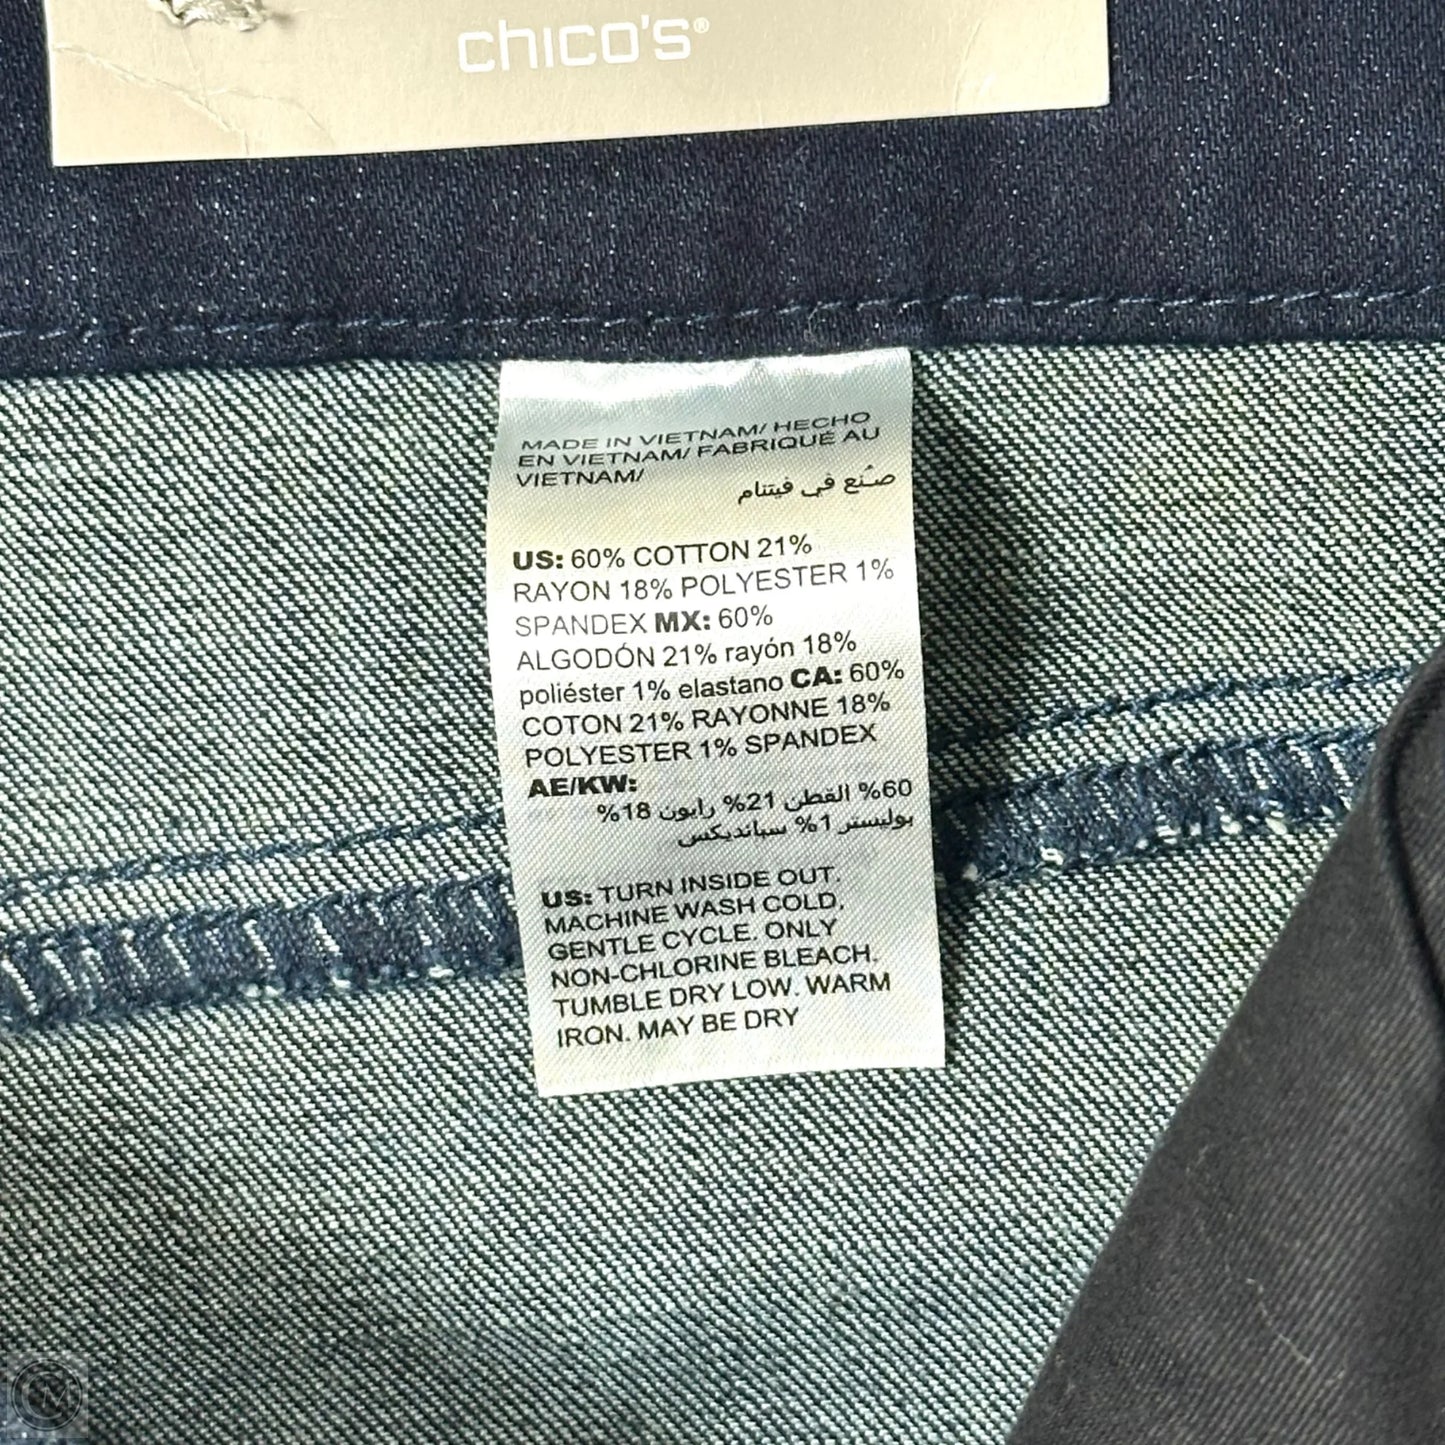 chico's®
MADE IN VIETNAM/ HECHO
EN VIETNAM/ FABRIQUÉ AU
VIETNAM/
صُنع في فيتنام
US: 60% COTTON 21%
RAYON 18% POLYESTER 1%
SPANDEX MX: 60%
ALGODÓN 21% rayón 18%
poliéster 1% elastano CA: 60%
COTON 21% RAYONNE 18%
POLYESTER 1% SPANDEX
AE/KW:
60% القطن 21% رايون 18%
بوليستر 1% سبانديكس
US: TURN INSIDE OUT.
MACHINE WASH COLD,
GENTLE CYCLE. ONLY
NON-CHLORINE BLEACH.
TUMBLE DRY LOW. WARM
IRON. MAY BE DRY
CM